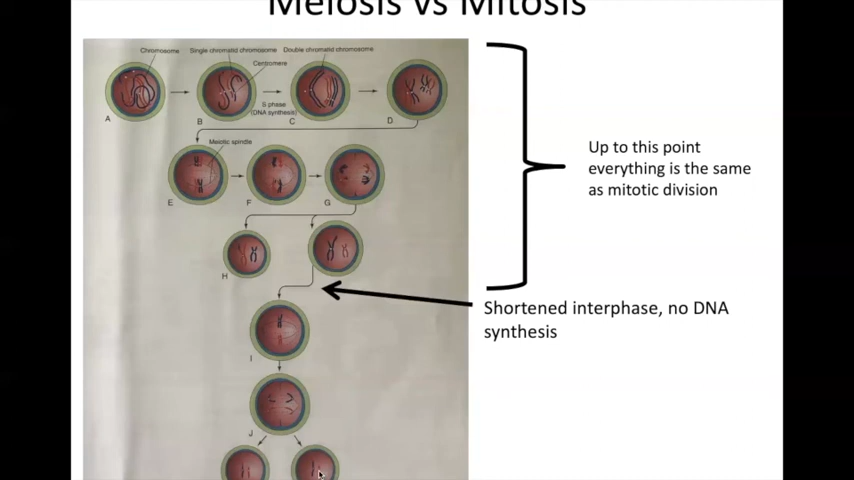 Meiosis vs Mitosis
Chromosome
Single chromatid chromosome
Double chromatid chromosome
Centromere
S phase
(DNA synthesis)
A
B
C
D
Meiotic spindle
E
F
G
H
I
J
Up to this point
everything is the same
as mitotic division
Shortened interphase, no DNA
synthesis